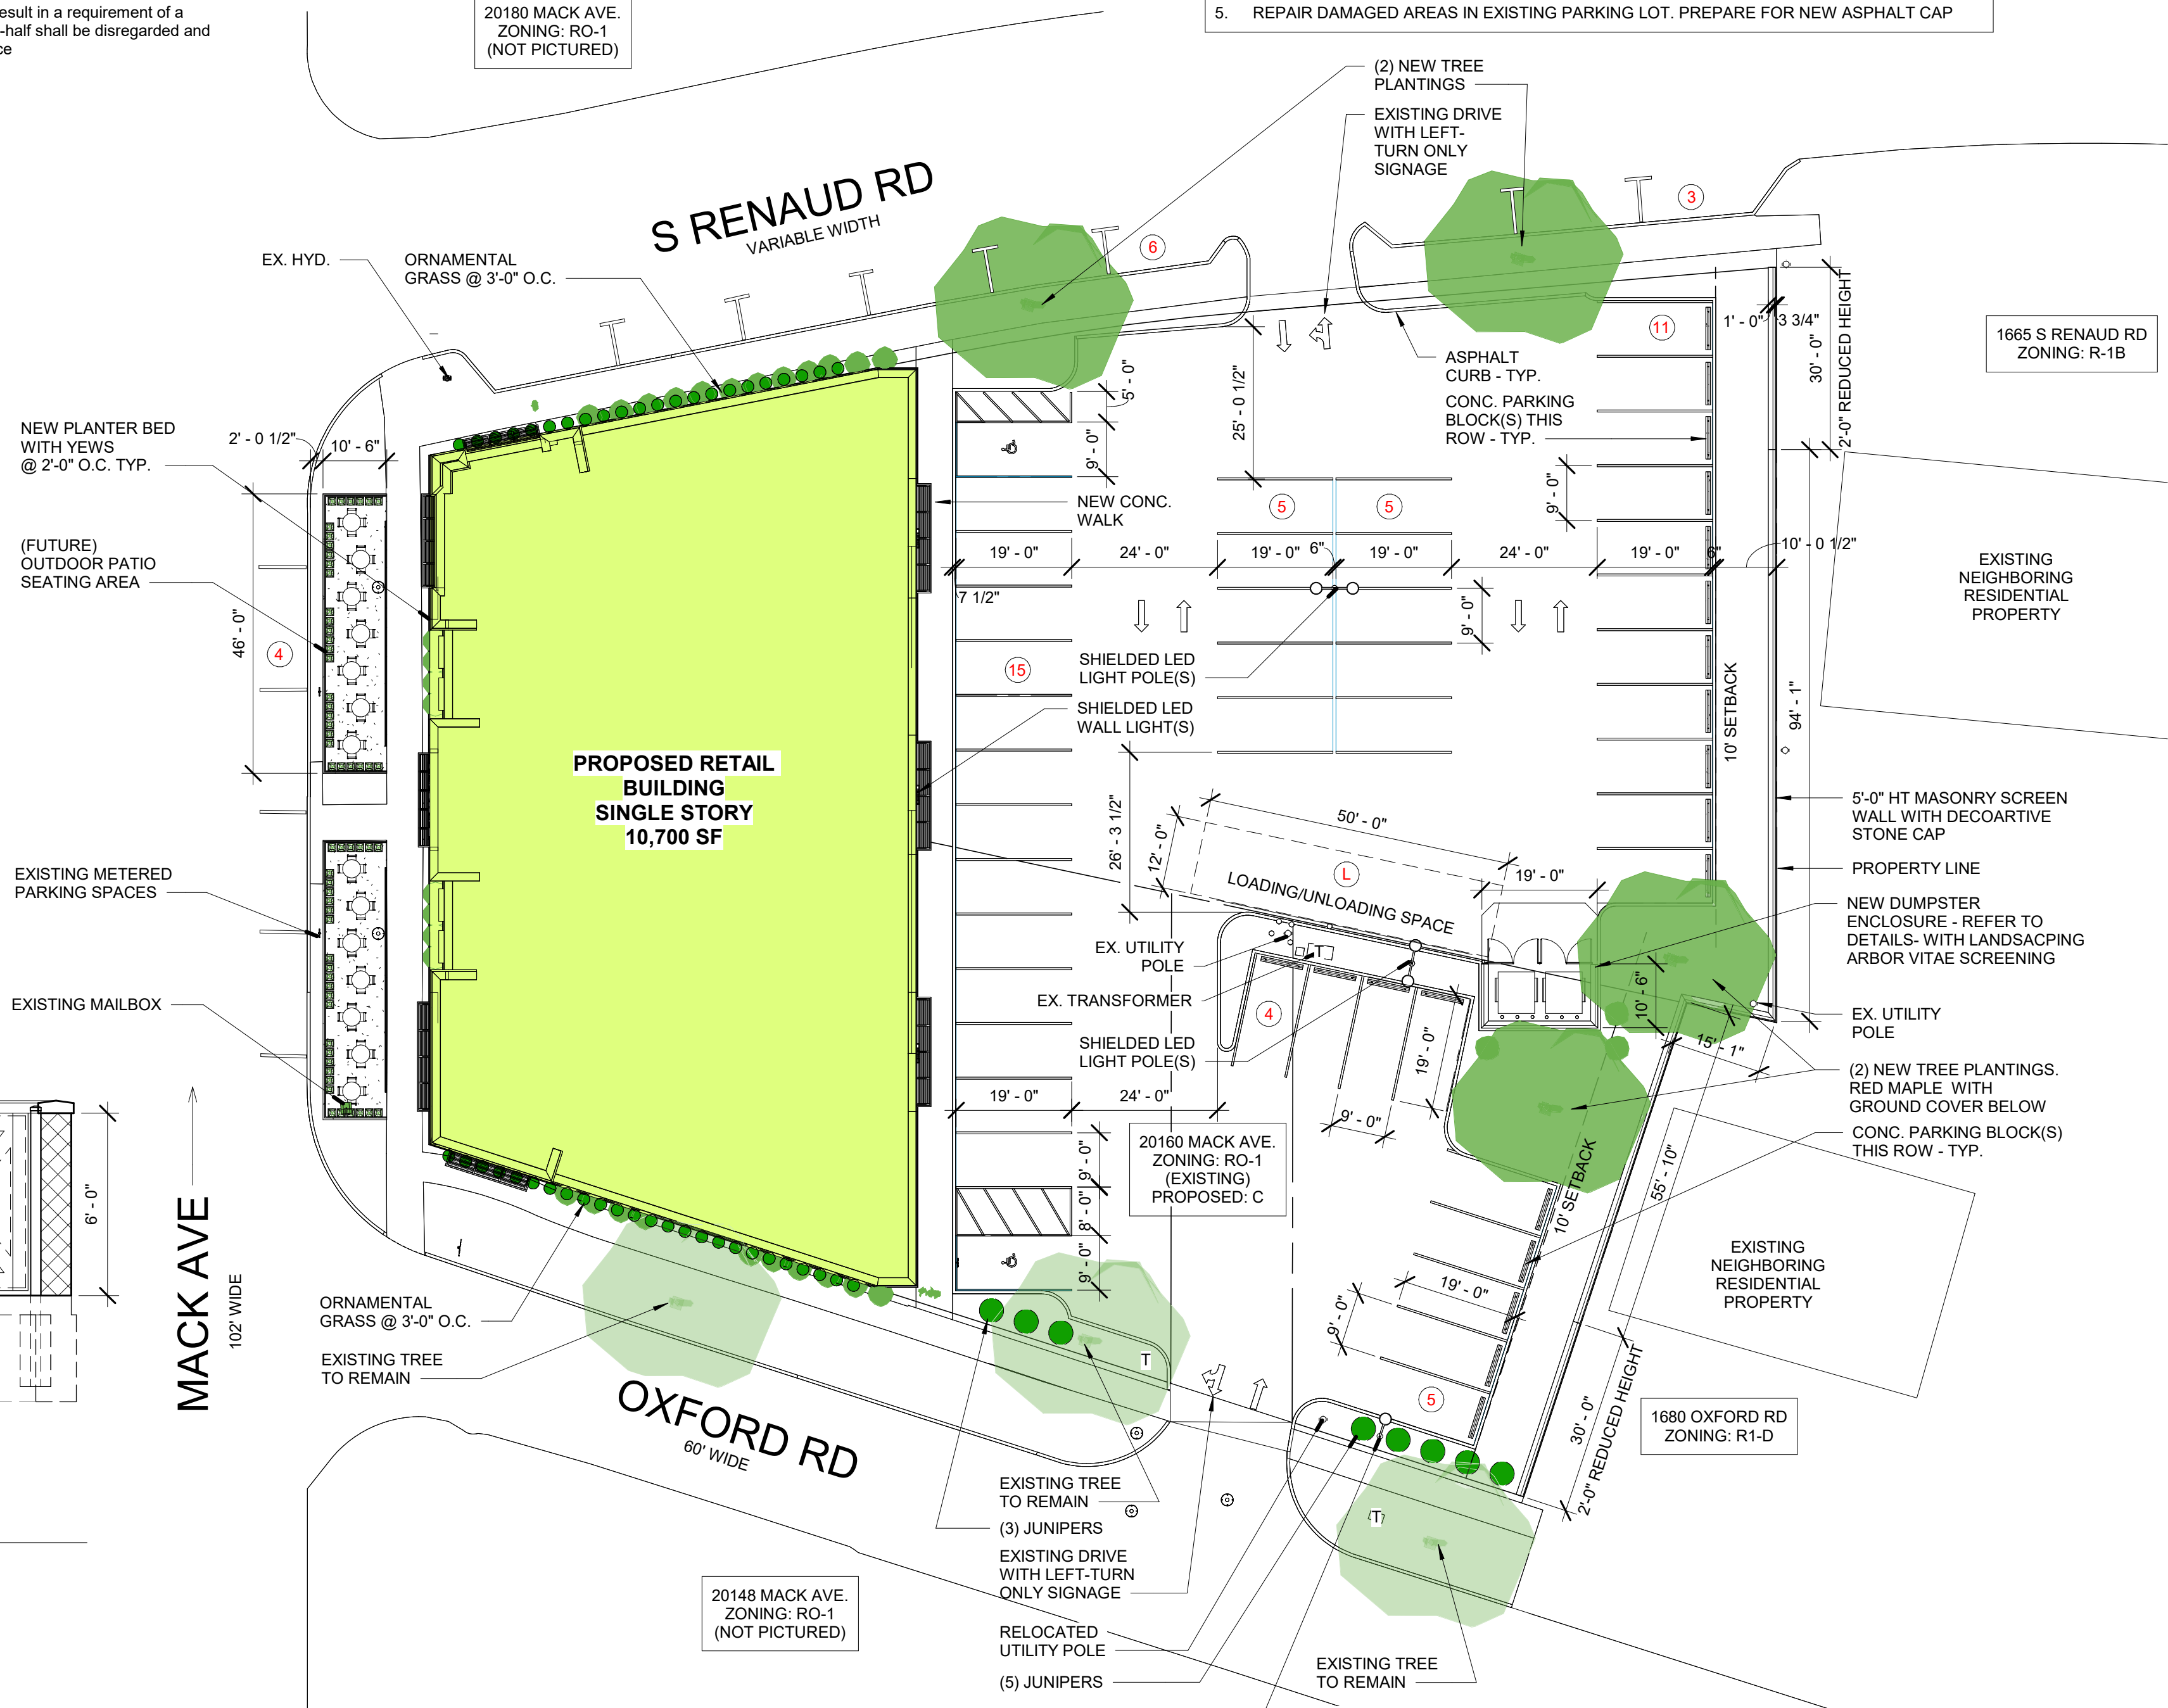 esult in a requirement of a
-half shall be disregarded and
ce
20180 MACK AVE.
ZONING: RO-1
(NOT PICTURED)
5. REPAIR DAMAGED AREAS IN EXISTING PARKING LOT. PREPARE FOR NEW ASPHALT CAP
(2) NEW TREE
PLANTINGS
EXISTING DRIVE
WITH LEFT-
TURN ONLY
SIGNAGE
S RENAUD RD
VARIABLE WIDTH
3
6
EX. HYD.
ORNAMENTAL
GRASS @ 3'-0" O.C.
11
1' - 0"
3 3/4"
30' - 0"
2'-0" REDUCED HEIGHT
1665 S RENAUD RD
ZONING: R-1B
ASPHALT
CURB - TYP.
CONC. PARKING
BLOCK(S) THIS
ROW - TYP.
25' - 0 1/2"
5' - 0"
9' - 0"
NEW PLANTER BED
WITH YEWS
@ 2'-0" O.C. TYP.
2' - 0 1/2"
10' - 6"
9' - 0"
NEW CONC.
WALK
5
5
(FUTURE)
OUTDOOR PATIO
SEATING AREA
19' - 0"
24' - 0"
19' - 0"
6"
19' - 0"
24' - 0"
19' - 0"
6"
10' - 0 1/2"
EXISTING
NEIGHBORING
RESIDENTIAL
PROPERTY
7 1/2"
9' - 0"
46' - 0"
4
15
SHIELDED LED
LIGHT POLE(S)
SHIELDED LED
WALL LIGHT(S)
10' SETBACK
94' - 1"
PROPOSED RETAIL
BUILDING
SINGLE STORY
10,700 SF
26' - 3 1/2"
12' - 0"
50' - 0"
L
LOADING/UNLOADING SPACE
19' - 0"
5'-0" HT MASONRY SCREEN
WALL WITH DECOARTIVE
STONE CAP
PROPERTY LINE
NEW DUMPSTER
ENCLOSURE - REFER TO
DETAILS- WITH LANDSACPING
ARBOR VITAE SCREENING
EXISTING METERED
PARKING SPACES
EX. UTILITY
POLE
T
EX. TRANSFORMER
4
10' - 6"
EXISTING MAILBOX
EX. UTILITY
POLE
SHIELDED LED
LIGHT POLE(S)
19' - 0"
15' - 1"
(2) NEW TREE PLANTINGS.
RED MAPLE WITH
GROUND COVER BELOW
19' - 0"
24' - 0"
9' - 0"
CONC. PARKING BLOCK(S)
THIS ROW - TYP.
20160 MACK AVE.
ZONING: RO-1
(EXISTING)
PROPOSED: C
9' - 0"
8' - 0"
9' - 0"
10' SETBACK
55' - 10"
6' - 0"
MACK AVE
102' WIDE
EXISTING
NEIGHBORING
RESIDENTIAL
PROPERTY
19' - 0"
9' - 0"
ORNAMENTAL
GRASS @ 3'-0" O.C.
EXISTING TREE
TO REMAIN
T
5
30' - 0"
2'-0" REDUCED HEIGHT
1680 OXFORD RD
ZONING: R1-D
OXFORD RD
60' WIDE
EXISTING TREE
TO REMAIN
T
(3) JUNIPERS
EXISTING DRIVE
WITH LEFT-TURN
ONLY SIGNAGE
20148 MACK AVE.
ZONING: RO-1
(NOT PICTURED)
RELOCATED
UTILITY POLE
(5) JUNIPERS
EXISTING TREE
TO REMAIN